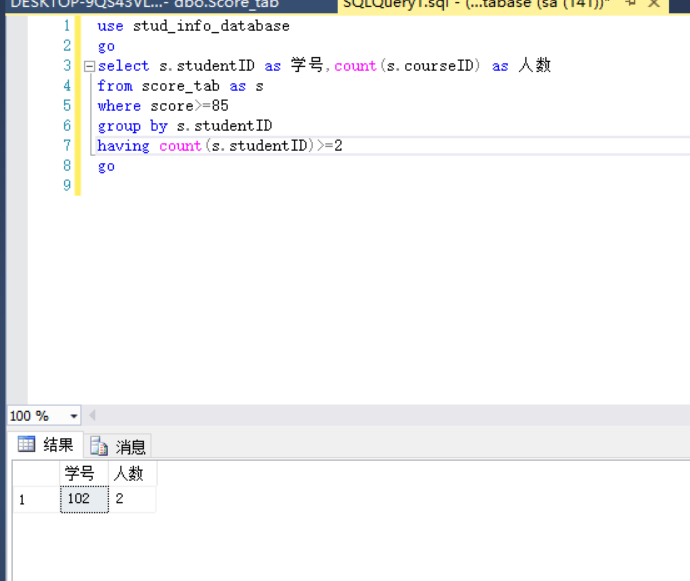 DESKTOP-9QS43VL...- dbo.Score_tab
SQLQuery1.sql - (...tabase (sa (141))*
1 use stud_info_database
2 go
3 select s.studentID as 学号,count(s.courseID) as 人数
4 from score_tab as s
5 where score>=85
6 group by s.studentID
7 having count(s.studentID)>=2
8 go
9
100 %
结果 消息
学号 人数
1 102 2